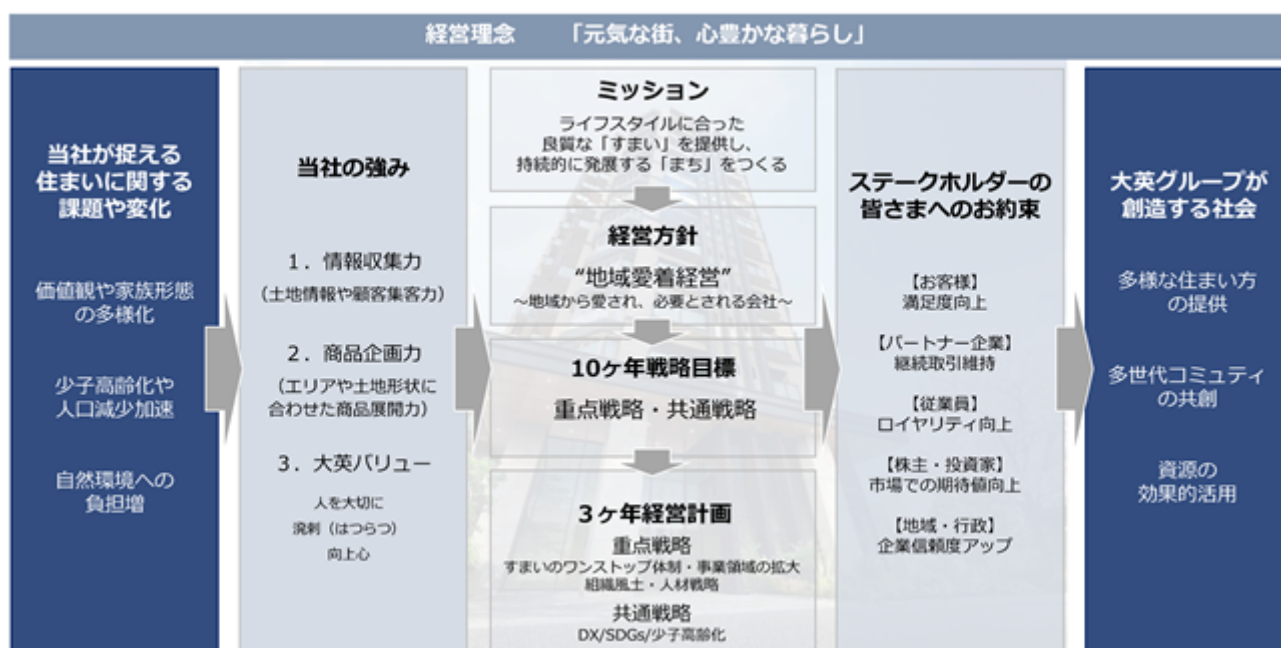 経営理念 「元気な街、心豊かな暮らし」
当社が捉える
住まいに関する
課題や変化
価値観や家族形態
の多様化
少子高齢化や
人口減少加速
自然環境への
負担増
当社の強み
1．情報収集力
（土地情報や顧客集客力）
2．商品企画力
（エリアや土地形状に
合わせた商品展開力）
3．大英バリュー
人を大切に
溌剌（はつらつ）
向上心
ミッション
ライフスタイルに合った
良質な「すまい」を提供し、
持続的に発展する「まち」をつくる
経営方針
“地域愛着経営”
～地域から愛され、必要とされる会社～
10ヶ年戦略目標
重点戦略・共通戦略
3ヶ年経営計画
重点戦略
すまいのワンストップ体制・事業領域の拡大
組織風土・人材戦略
共通戦略
DX/SDGs/少子高齢化
ステークホルダーの
皆さまへのお約束
【お客様】
満足度向上
【パートナー企業】
継続取引維持
【従業員】
ロイヤリティ向上
【株主・投資家】
市場での期待値向上
【地域・行政】
企業信頼度アップ
大英グループが
創造する社会
多様な住まい方
の提供
多世代コミュティ
の共創
資源の
効果的活用